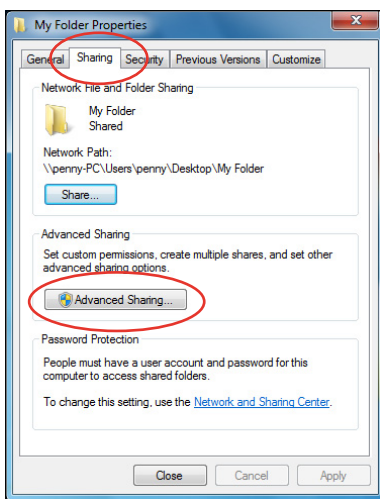 My Folder Properties
General Sharing Security Previous Versions Customize
Network File and Folder Sharing
My Folder
Shared
Network Path:
\\penny-PC\Users\penny\Desktop\My Folder
Share...
Advanced Sharing
Set custom permissions, create multiple shares, and set other
advanced sharing options.
Advanced Sharing...
Password Protection
People must have a user account and password for this
computer to access shared folders.
To change this setting, use the Network and Sharing Center.
Close Cancel Apply